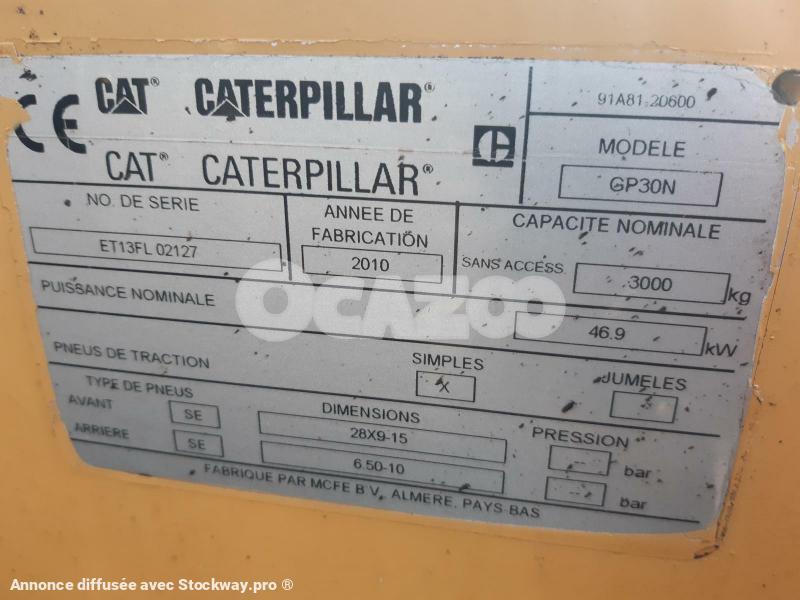 CE CAT® CATERPILLAR®
CAT® CATERPILLAR®
91A81 20600
MODELE
GP30N
NO. DE SERIE
ET13FL 02127
ANNEE DE
FABRICATION
2010
CAPACITE NOMINALE
SANS ACCESS. 3000 kg
PUISSANCE NOMINALE 46.9 kW
PNEUS DE TRACTION SIMPLES X JUMELES
TYPE DE PNEUS DIMENSIONS PRESSION
AVANT SE 28X9-15 -- bar
ARRIERE SE 6.50-10 -- bar
FABRIQUE PAR MCFE B.V., ALMERE, PAYS-BAS
OCAZOO
Annonce diffusée avec Stockway.pro ®